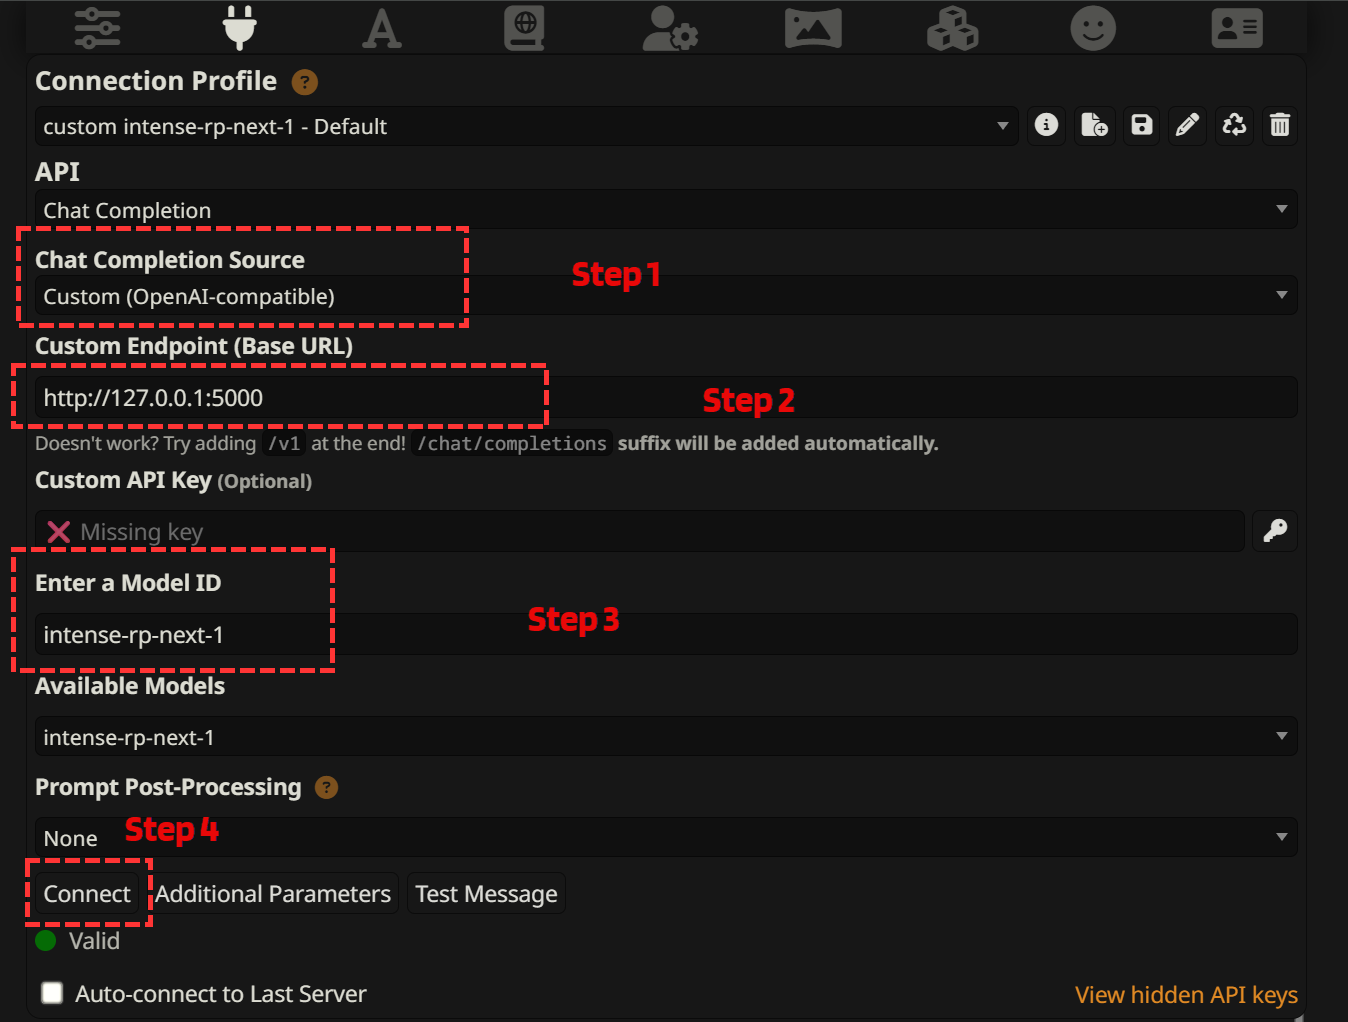 Connection Profile ?
custom intense-rp-next-1 - Default
API
Chat Completion
Chat Completion Source
Step 1
Custom (OpenAI-compatible)
Custom Endpoint (Base URL)
http://127.0.0.1:5000
Step 2
Doesn't work? Try adding /v1 at the end! /chat/completions suffix will be added automatically.
Custom API Key (Optional)
Missing key
Enter a Model ID
Step 3
intense-rp-next-1
Available Models
intense-rp-next-1
Prompt Post-Processing ?
None
Step 4
Connect Additional Parameters Test Message
Valid
Auto-connect to Last Server View hidden API keys